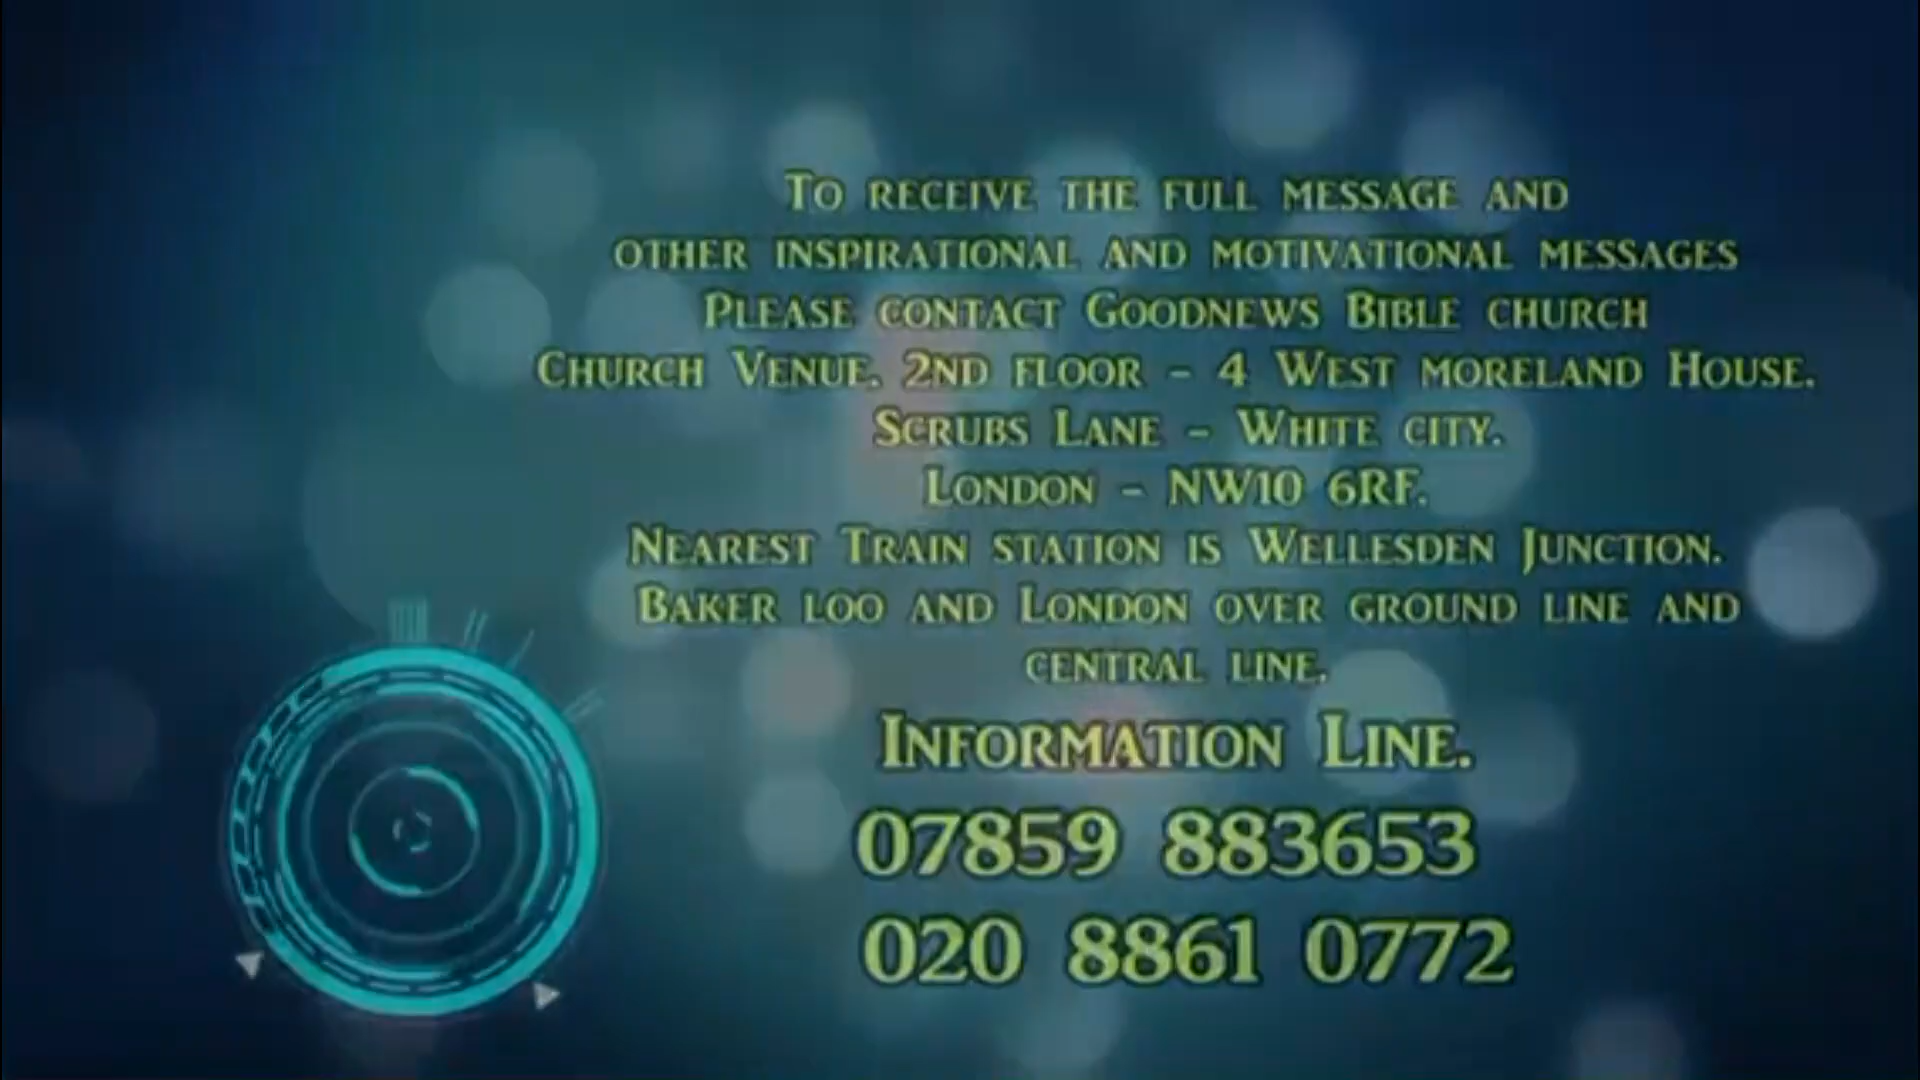 To receive the full message and
other inspirational and motivational messages
Please contact Goodnews Bible church
Church Venue. 2nd floor - 4 West moreland House.
Scrubs Lane - White city.
London - NW10 6RF.
Nearest Train station is Wellesden Junction.
Baker loo and London over ground line and
central line.
Information Line.
07859 883653
020 8861 0772